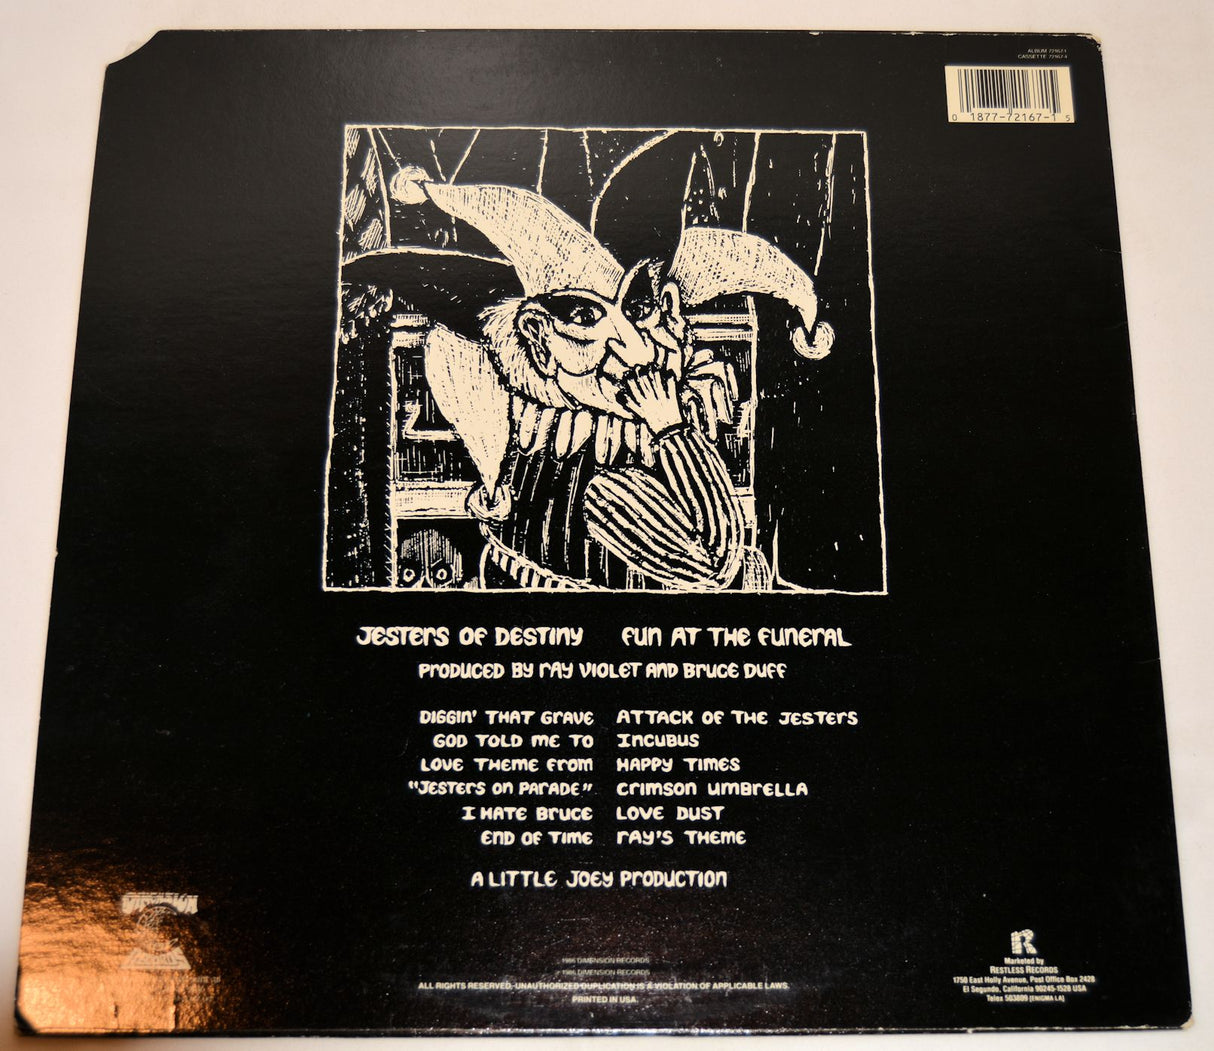 ALBUM 72167-1
CASSETTE 72167-4
0 1877-72167-1 5
JESTERS OF DESTINY FUN AT THE FUNERAL
PRODUCED BY RAY VIOLET AND BRUCE DUFF
DIGGIN' THAT GRAVE
GOD TOLD ME TO
LOVE THEME FROM
"JESTERS ON PARADE"
I HATE BRUCE
END OF TIME
ATTACK OF THE JESTERS
INCUBUS
HAPPY TIMES
CRIMSON UMBRELLA
LOVE DUST
RAY'S THEME
A LITTLE JOEY PRODUCTION
DIMENSION
RECORDS
1986 DIMENSION RECORDS
1986 DIMENSION RECORDS
ALL RIGHTS RESERVED. UNAUTHORIZED DUPLICATION IS A VIOLATION OF APPLICABLE LAWS.
PRINTED IN USA.
R
Marketed by
RESTLESS RECORDS
1750 East Holly Avenue, Post Office Box 2428
El Segundo, California 90245-1528 USA
Telex 503809 (ENIGMA LA)